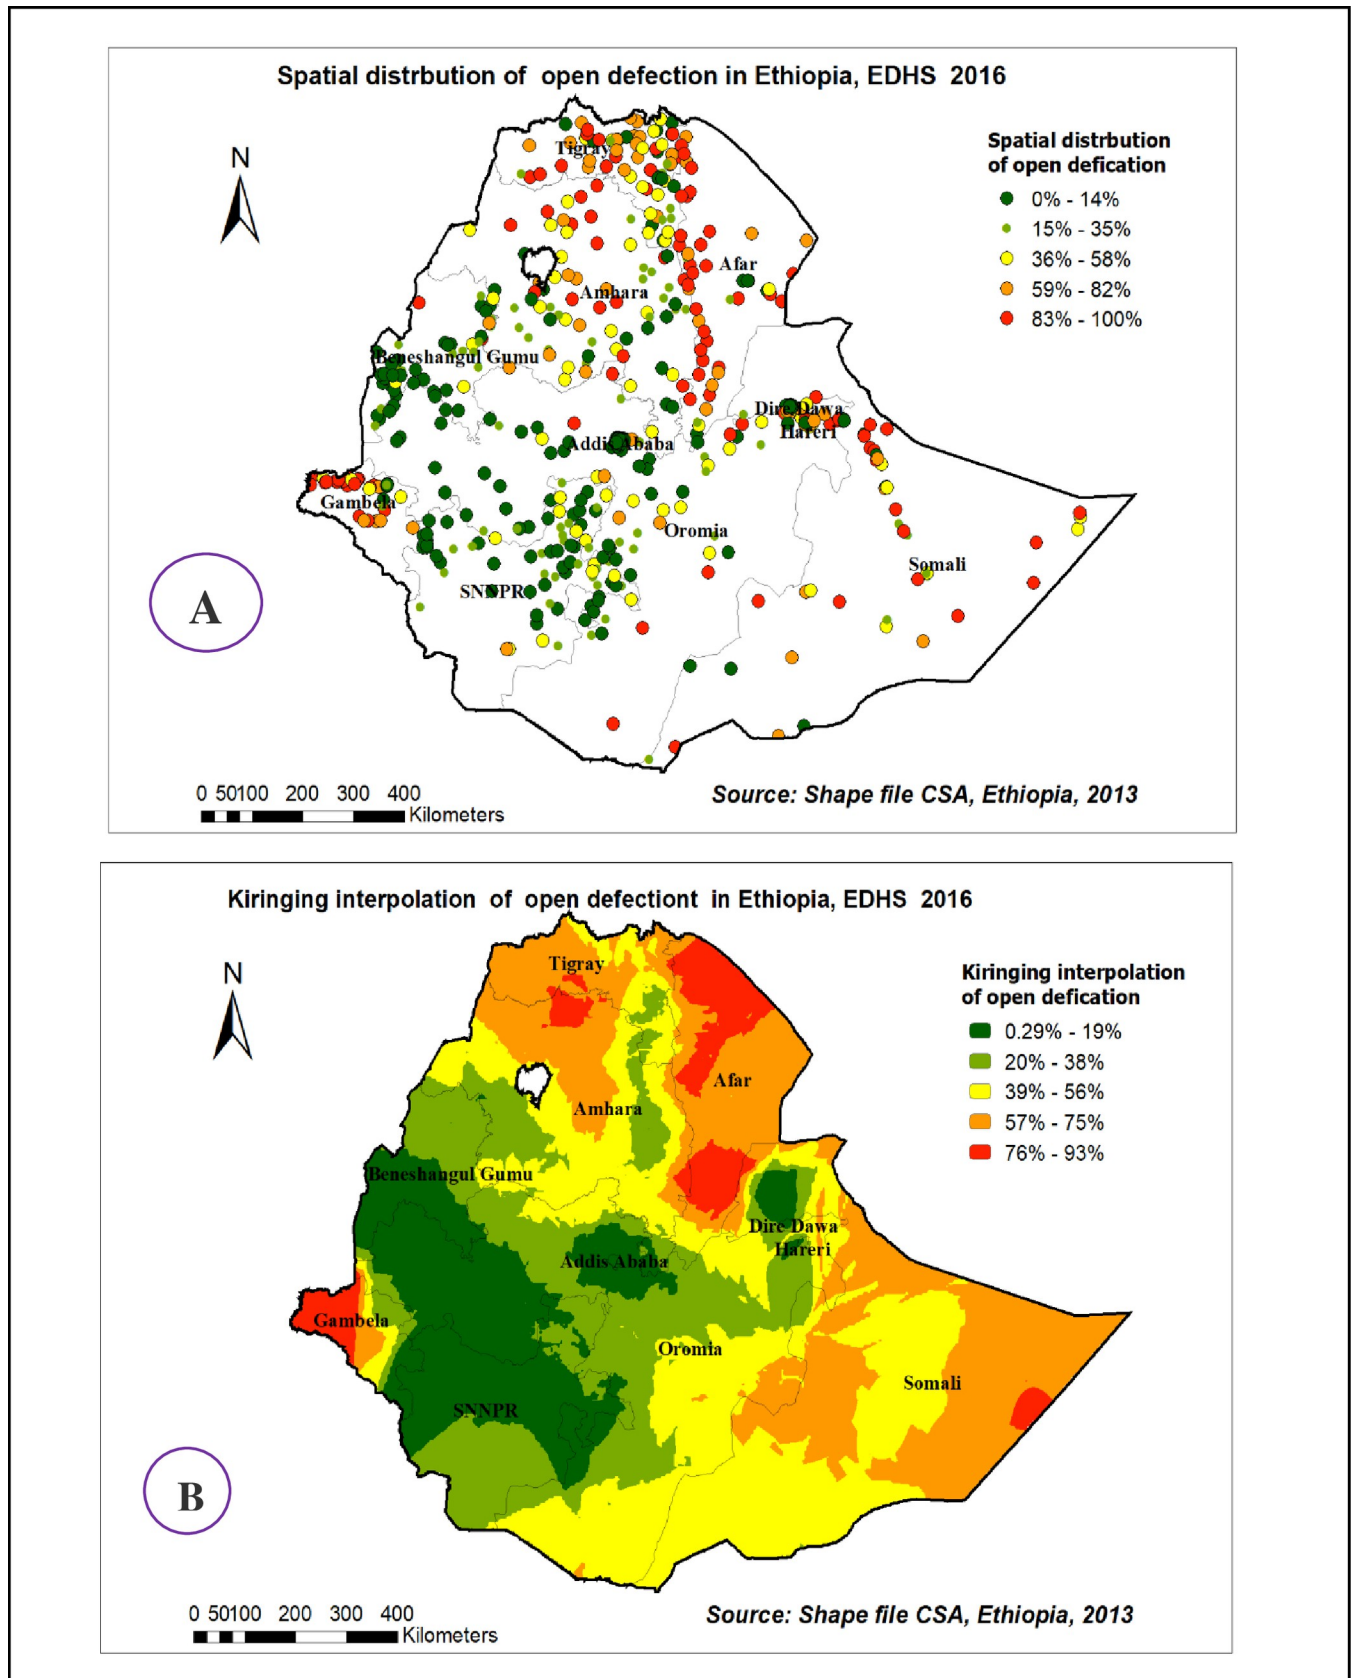 Spatial distrbution of open defection in Ethiopia, EDHS 2016
N
Spatial distrbution
of open defication
0% - 14%
15% - 35%
36% - 58%
59% - 82%
83% - 100%
Tigray
Afar
Amhara
Beneshangul Gumu
Dire Dawa
Hareri
Addis Ababa
Gambela
Oromia
Somali
SNNPR
A
0 50100 200 300 400
Kilometers
Source: Shape file CSA, Ethiopia, 2013
Kiringing interpolation of open defectiont in Ethiopia, EDHS 2016
N
Kiringing interpolation
of open defication
0.29% - 19%
20% - 38%
39% - 56%
57% - 75%
76% - 93%
Tigray
Afar
Amhara
Beneshangul Gumu
Dire Dawa
Hareri
Addis Ababa
Gambela
Oromia
Somali
SNNPR
B
0 50100 200 300 400
Kilometers
Source: Shape file CSA, Ethiopia, 2013